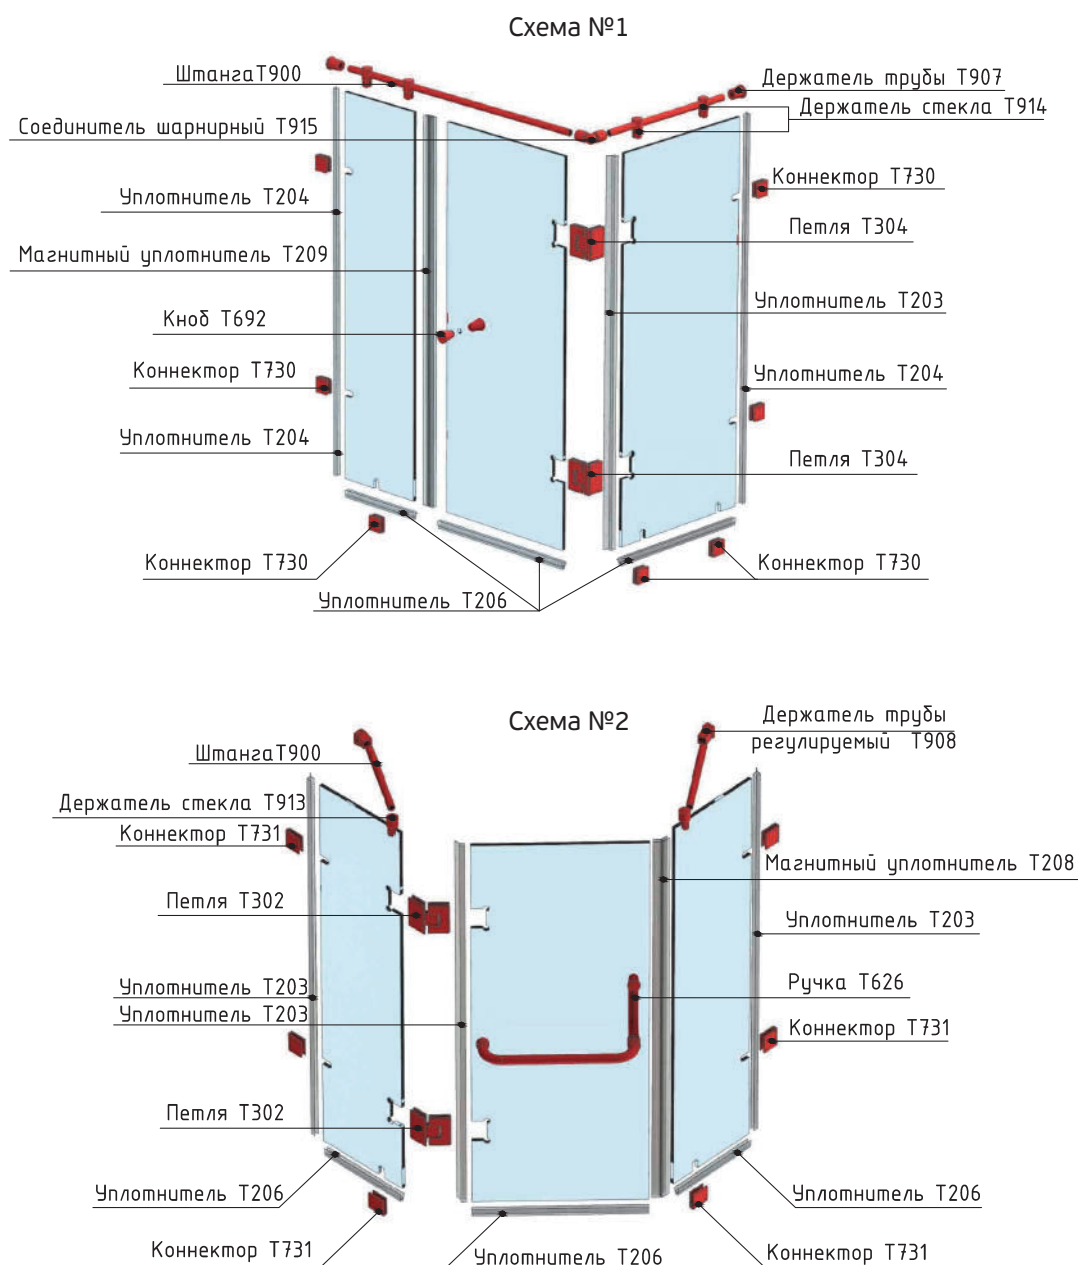 Схема №1
ШтангаТ900
Держатель трубы Т907
Держатель стекла Т914
Соединитель шарнирный Т915
Коннектор Т730
Уплотнитель Т204
Петля Т304
Магнитный уплотнитель Т209
Уплотнитель Т203
Кноб Т692
Коннектор Т730
Уплотнитель Т204
Уплотнитель Т204
Петля Т304
Коннектор Т730
Коннектор Т730
Уплотнитель Т206
Схема №2
Держатель трубы
регулируемый Т908
ШтангаТ900
Держатель стекла Т913
Коннектор Т731
Магнитный уплотнитель Т208
Петля Т302
Уплотнитель Т203
Уплотнитель Т203
Ручка Т626
Уплотнитель Т203
Коннектор Т731
Петля Т302
Уплотнитель Т206
Уплотнитель Т206
Коннектор Т731
Уплотнитель Т206
Коннектор Т731